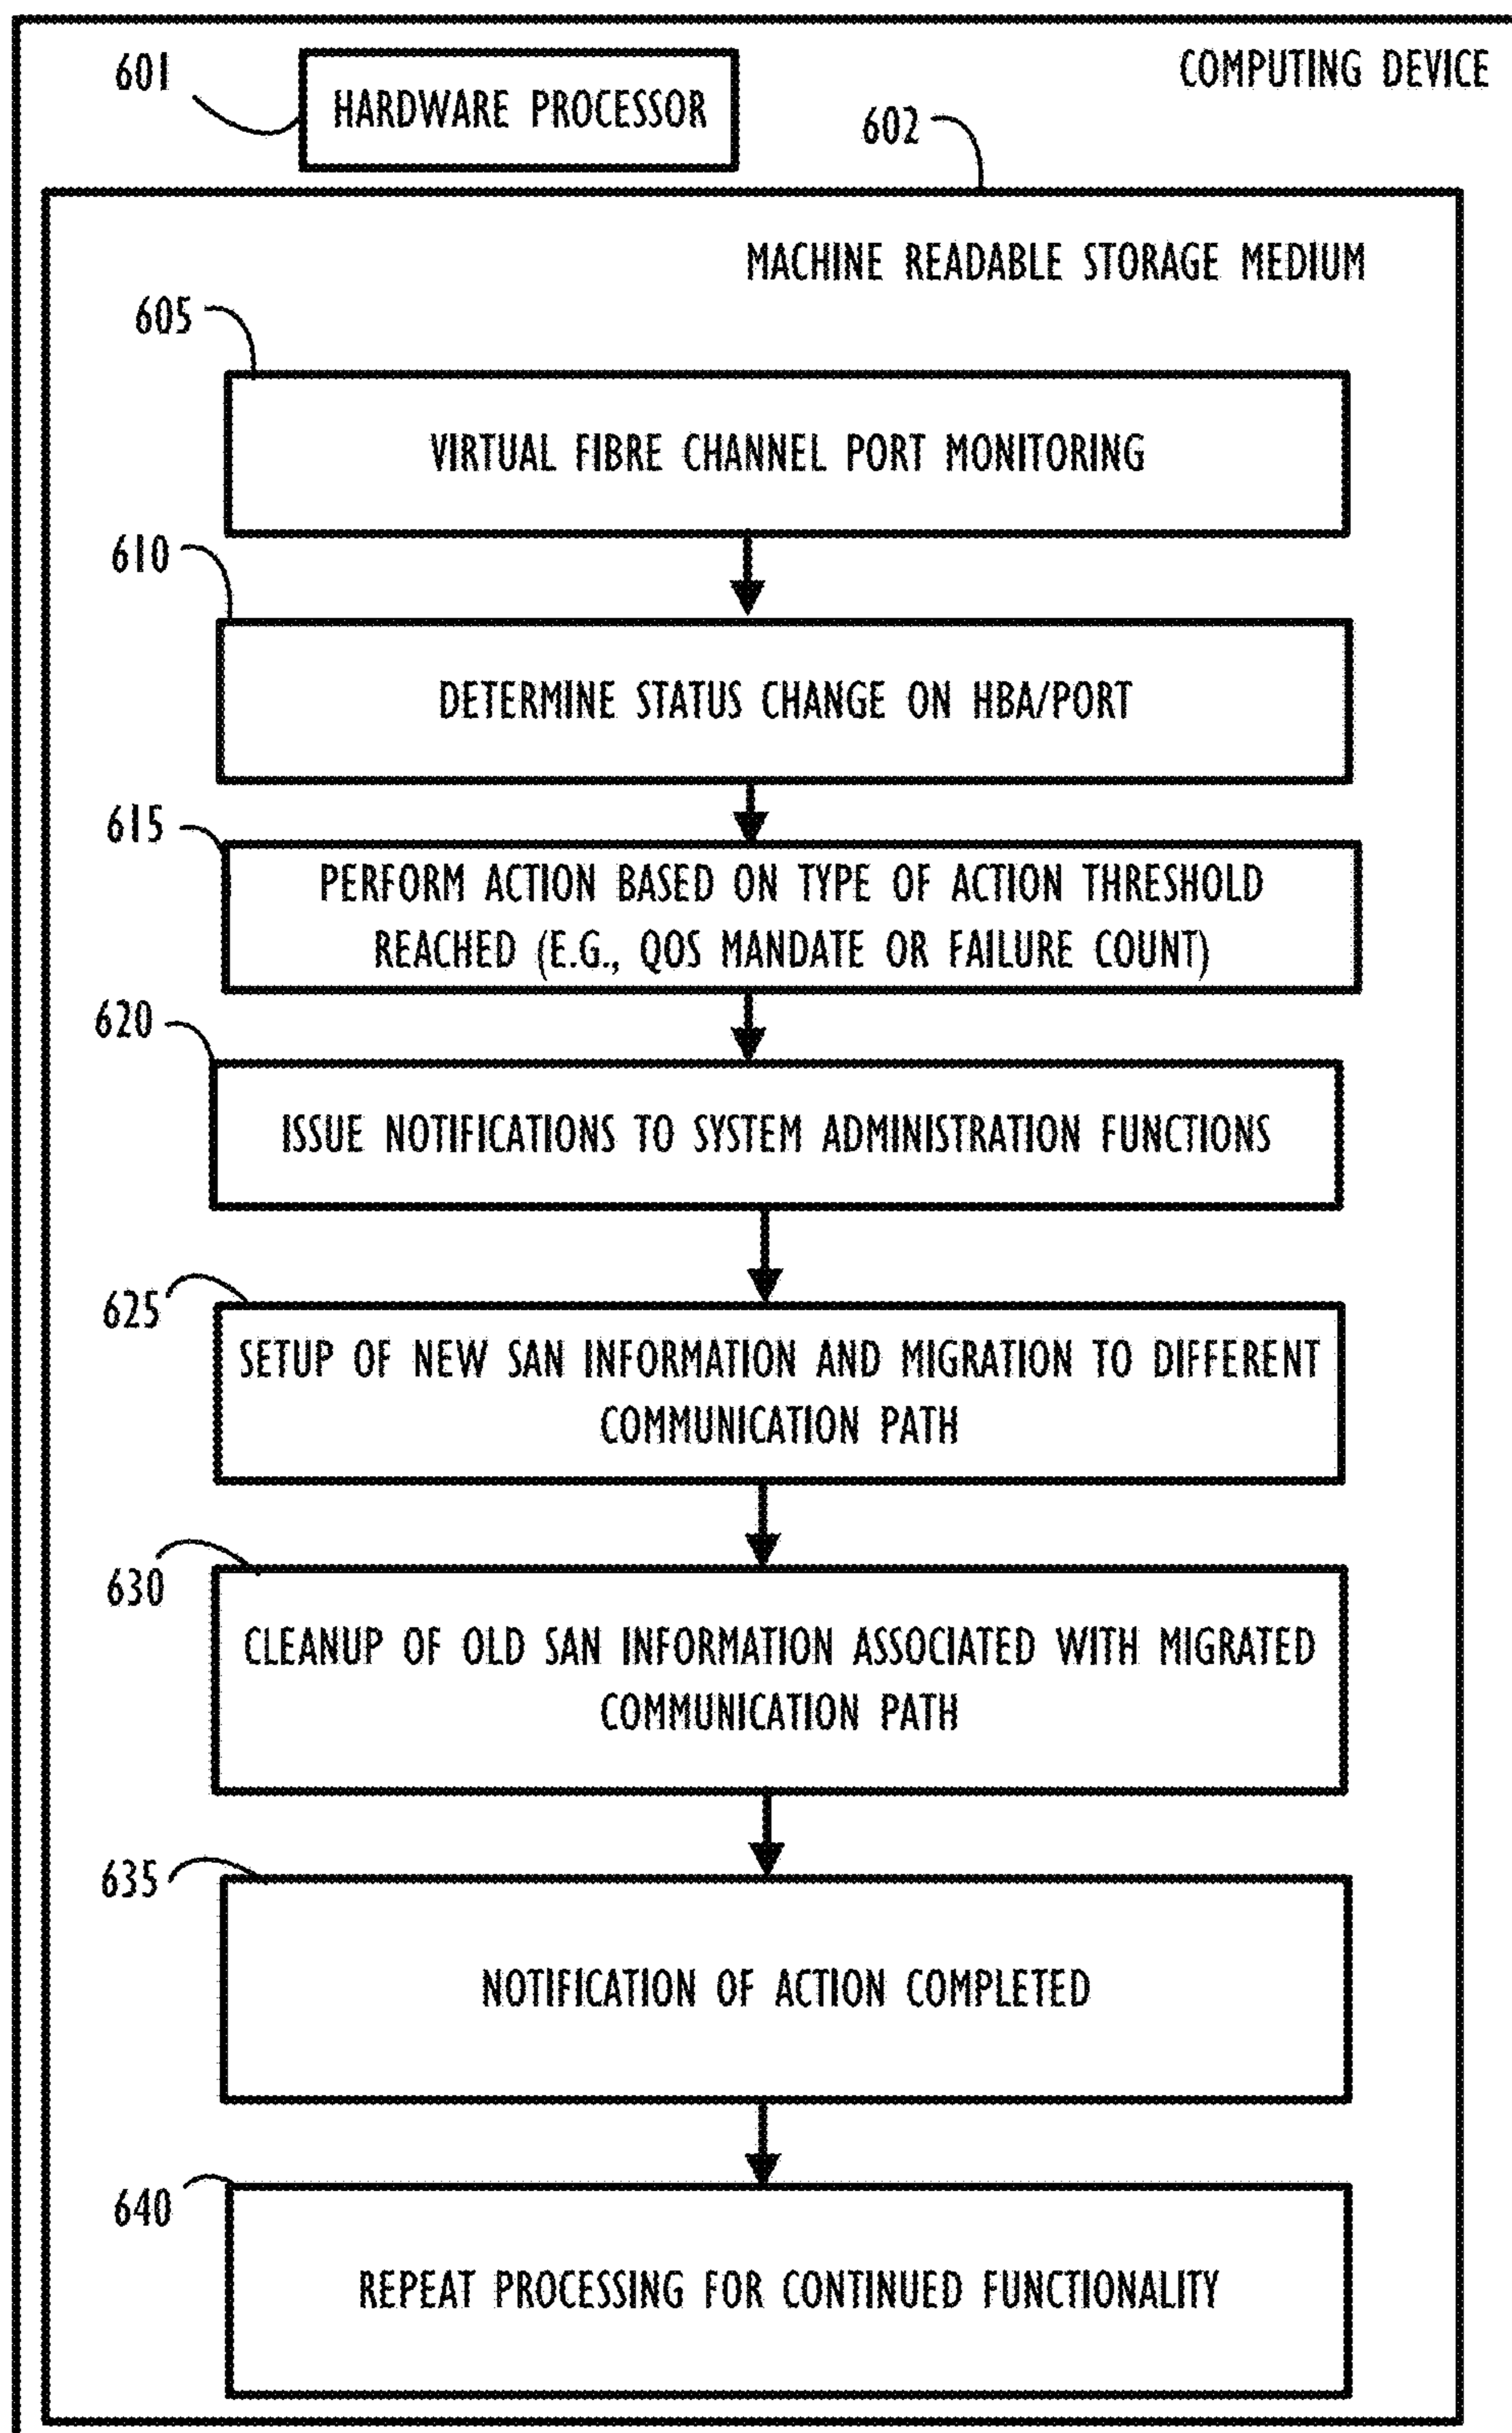 COMPUTING DEVICE
601
HARDWARE PROCESSOR
602
MACHINE READABLE STORAGE MEDIUM
605
VIRTUAL FIBRE CHANNEL PORT MONITORING
610
DETERMINE STATUS CHANGE ON HBA/PORT
615
PERFORM ACTION BASED ON TYPE OF ACTION THRESHOLD
REACHED (E.G., QOS MANDATE OR FAILURE COUNT)
620
ISSUE NOTIFICATIONS TO SYSTEM ADMINISTRATION FUNCTIONS
625
SETUP OF NEW SAN INFORMATION AND MIGRATION TO DIFFERENT
COMMUNICATION PATH
630
CLEANUP OF OLD SAN INFORMATION ASSOCIATED WITH MIGRATED
COMMUNICATION PATH
635
NOTIFICATION OF ACTION COMPLETED
640
REPEAT PROCESSING FOR CONTINUED FUNCTIONALITY